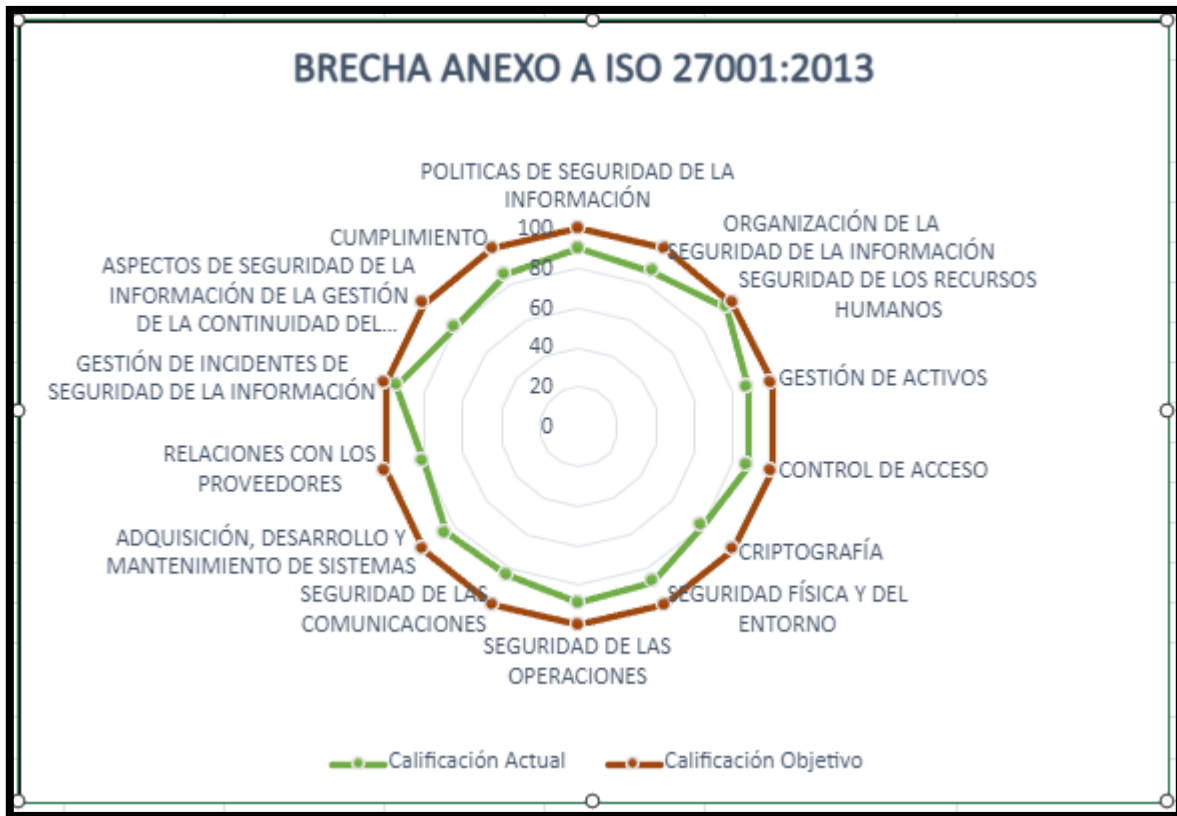 BRECHA ANEXO A ISO 27001:2013
POLITICAS DE SEGURIDAD DE LA
INFORMACIÓN
ORGANIZACIÓN DE LA
SEGURIDAD DE LA INFORMACIÓN
SEGURIDAD DE LOS RECURSOS
HUMANOS
GESTIÓN DE ACTIVOS
CONTROL DE ACCESO
CRIPTOGRAFÍA
SEGURIDAD FÍSICA Y DEL
ENTORNO
SEGURIDAD DE LAS
OPERACIONES
SEGURIDAD DE LAS
COMUNICACIONES
ADQUISICIÓN, DESARROLLO Y
MANTENIMIENTO DE SISTEMAS
RELACIONES CON LOS
PROVEEDORES
GESTIÓN DE INCIDENTES DE
SEGURIDAD DE LA INFORMACIÓN
ASPECTOS DE SEGURIDAD DE LA
INFORMACIÓN DE LA GESTIÓN
DE LA CONTINUIDAD DEL...
CUMPLIMIENTO
100
80
60
40
20
0
Calificación Actual
Calificación Objetivo